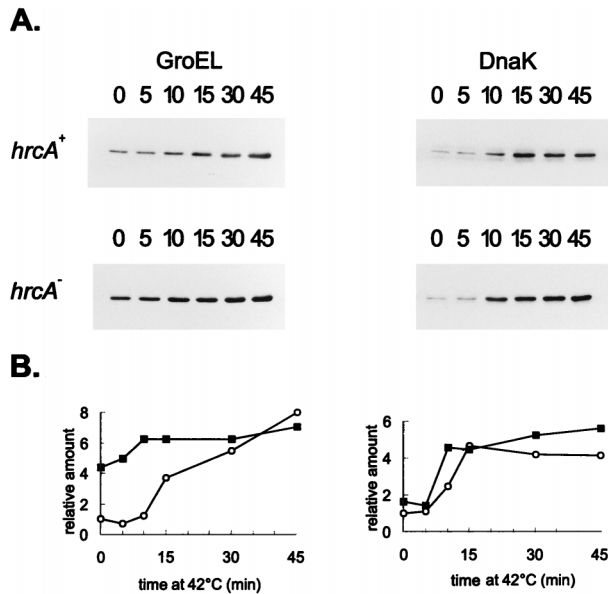 A.
GroEL DnaK
0 5 10 15 30 45 0 5 10 15 30 45
hrcA+
0 5 10 15 30 45 0 5 10 15 30 45
hrcA-
B.
relative amount
8
6
4
2
0
0 15 30 45
time at 42°C (min)
relative amount
6
4
2
0
0 15 30 45
time at 42°C (min)